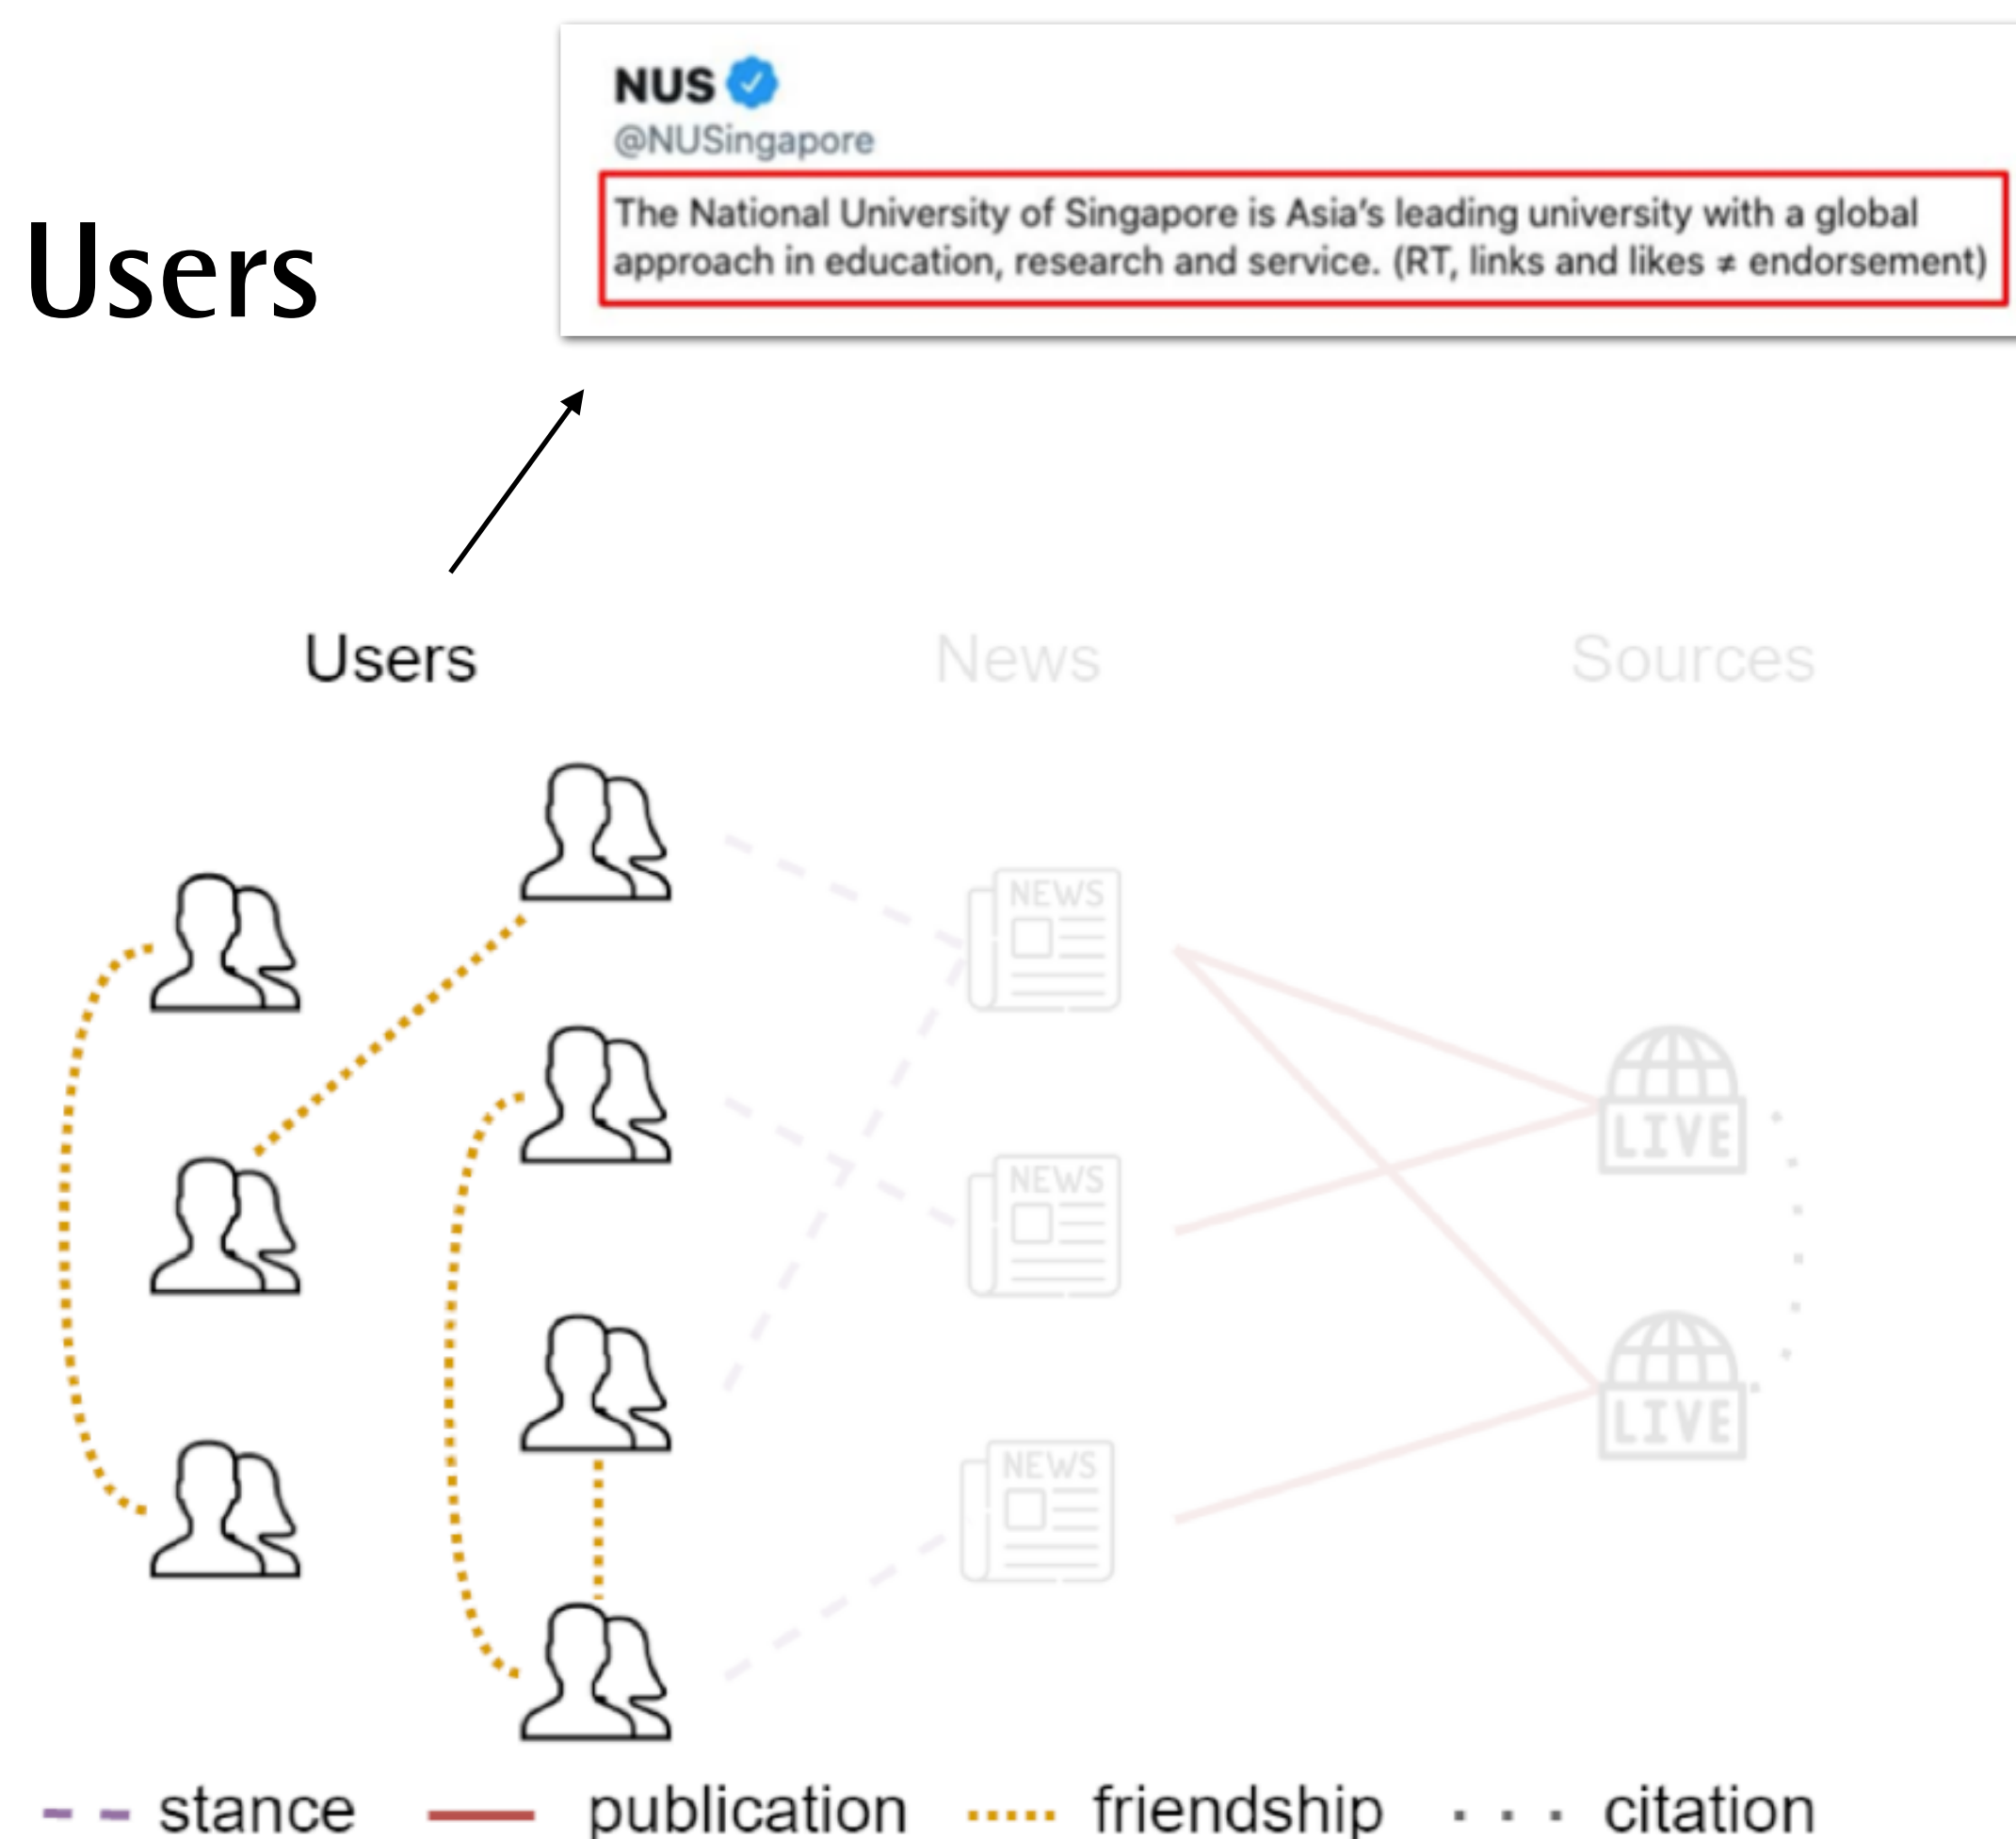 Users
NUS
@NUSingapore
The National University of Singapore is Asia's leading university with a global
approach in education, research and service. (RT, links and likes ≠ endorsement)
Users
News
Sources
NEWS
NEWS
NEWS
LIVE
LIVE
stance
publication
friendship
citation